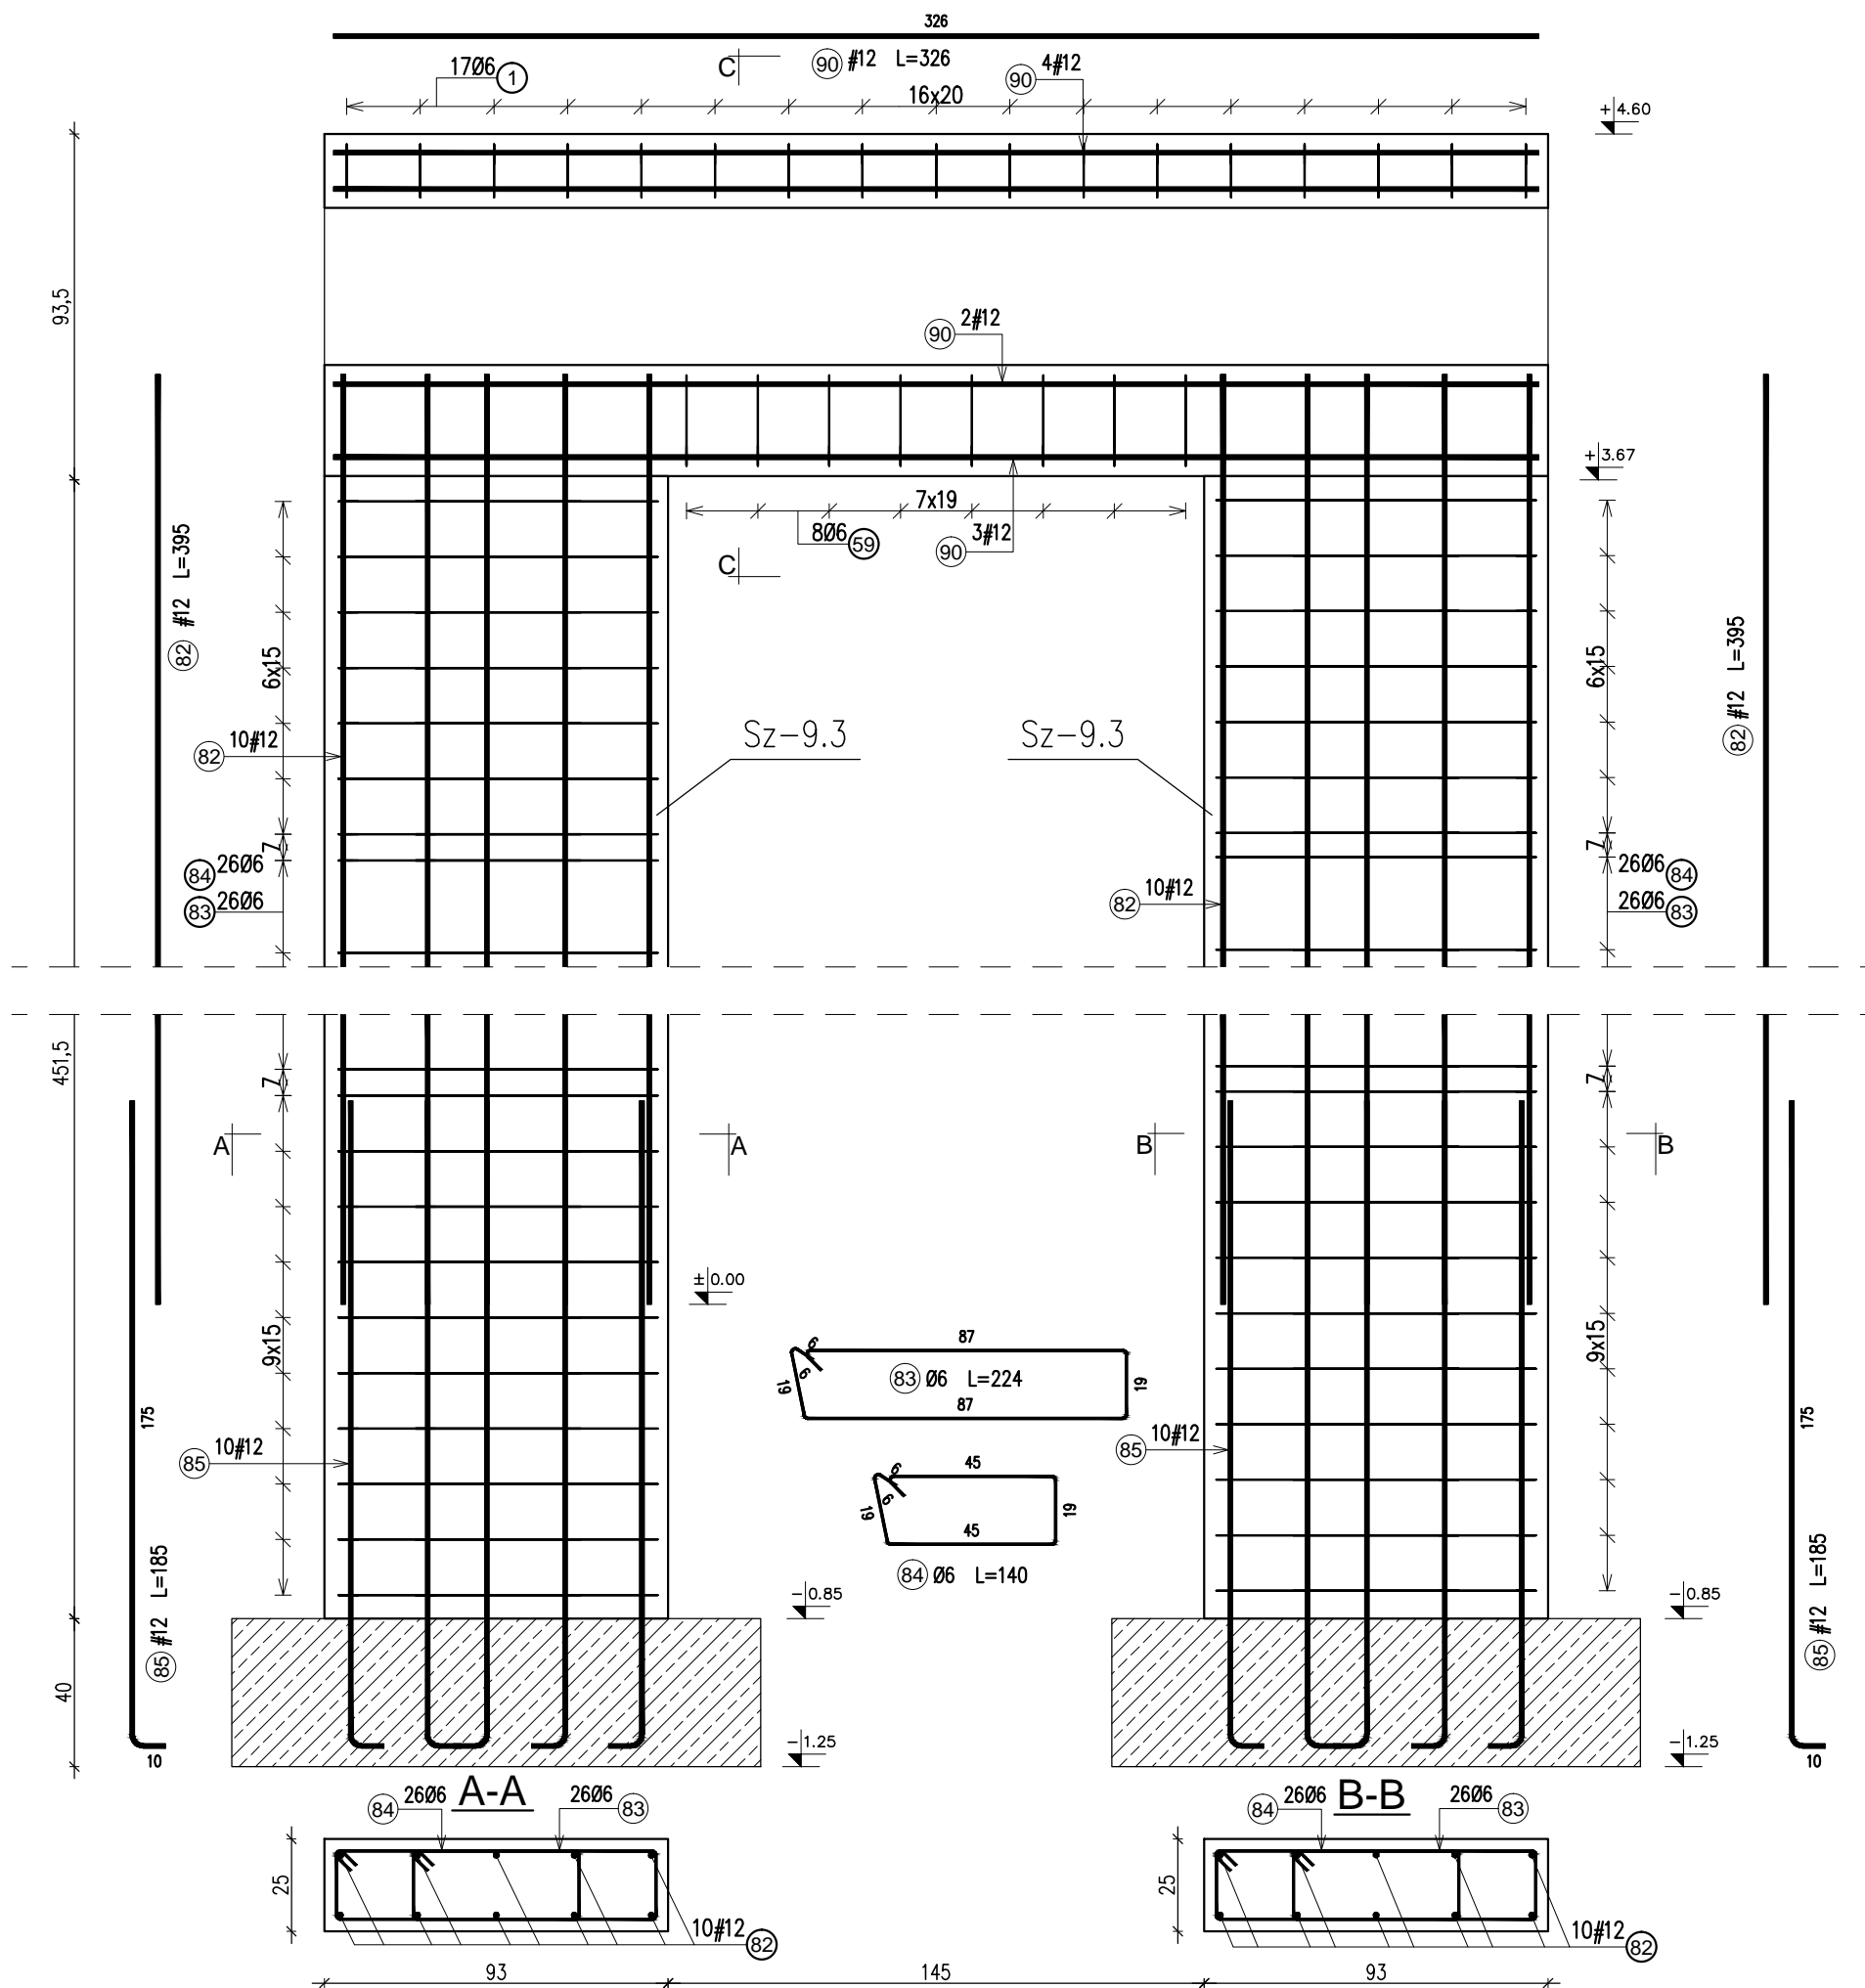 326
90 #12 L=326
17Ø6 1
C
90 4#12
16x20
+4.60
93,5
90 2#12
+3.67
7x19
8Ø6 59
90 3#12
C
82 #12 L=395
6x15
6x15
82 #12 L=395
Sz-9.3
Sz-9.3
82 10#12
7
7
84 26Ø6
83 26Ø6
82 10#12
26Ø6 84
26Ø6 83
451,5
7
7
A
A
B
B
±0.00
9x15
9x15
6
87
6
19
83 Ø6 L=224
19
87
175
175
85 10#12
85 10#12
6
45
6
19
19
45
84 Ø6 L=140
85 #12 L=185
85 #12 L=185
-0.85
-0.85
40
10
10
-1.25
-1.25
A-A
84 26Ø6
26Ø6 83
B-B
84 26Ø6
26Ø6 83
25
25
10#12 82
10#12 82
93
145
93